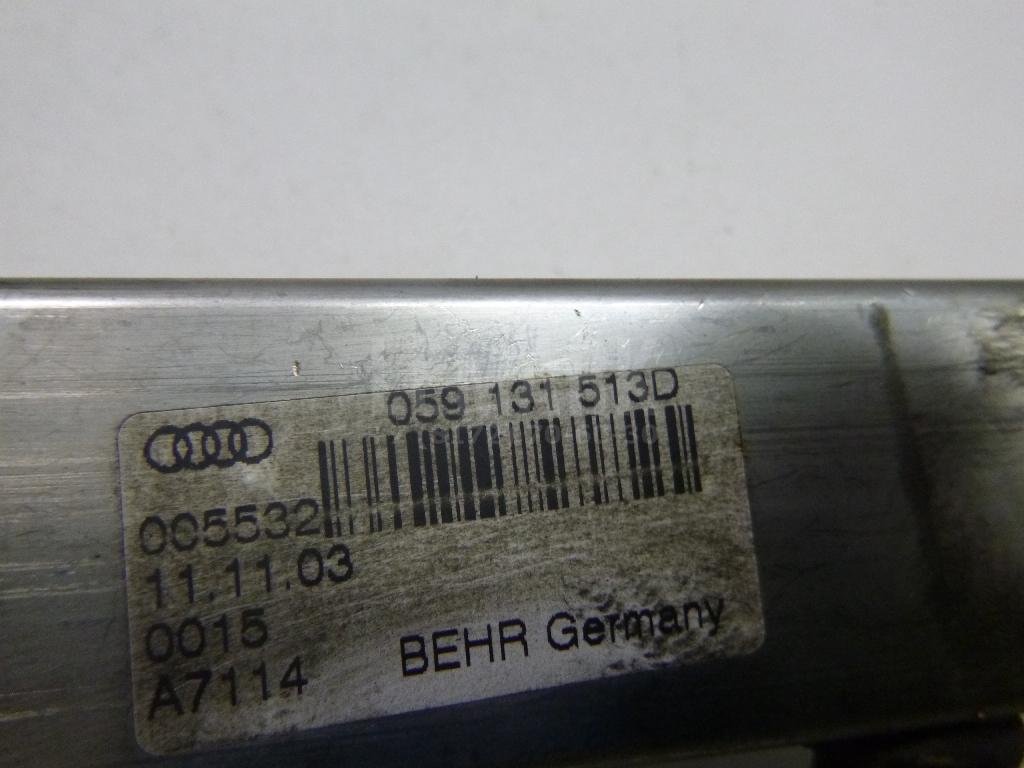 059 131 513D
005532
11.11.03
0015
A7114
BEHR Germany